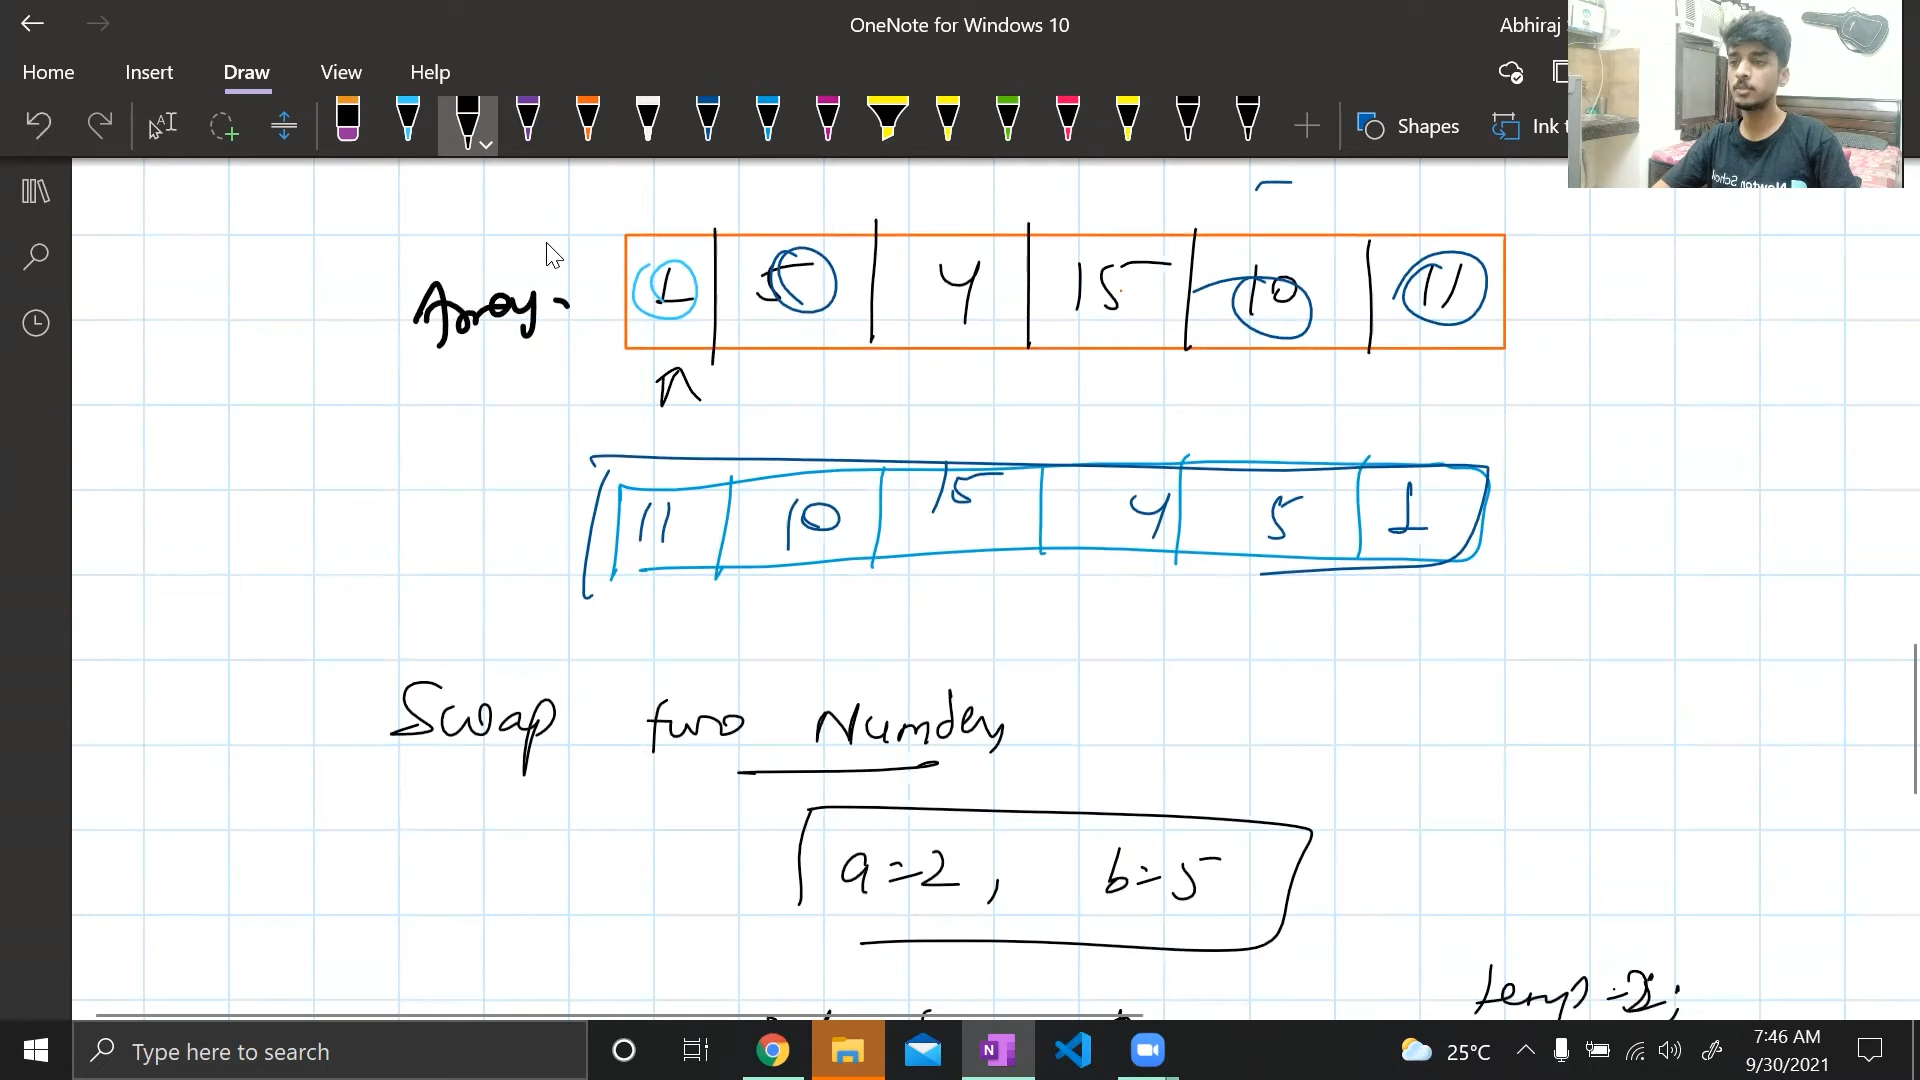 OneNote for Windows 10
Abhiraj
Home Insert Draw View Help
Shapes
Ink t
Array:-
1 5 4 15 10 11
11 10 15 4 5 1
Swap two Number
a=2, b=5
temp
Type here to search
25°C
7:46 AM
9/30/2021